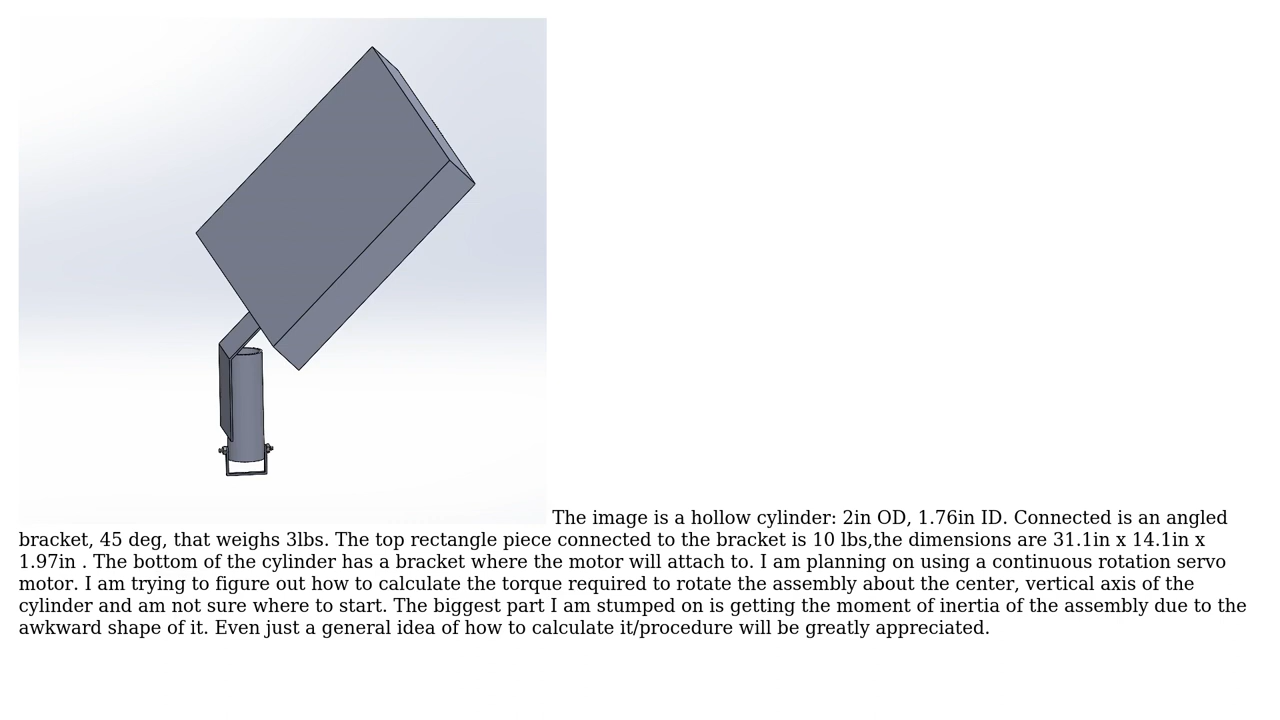 The image is a hollow cylinder: 2in OD, 1.76in ID. Connected is an angled
bracket, 45 deg, that weighs 3lbs. The top rectangle piece connected to the bracket is 10 lbs,the dimensions are 31.1in x 14.1in x
1.97in . The bottom of the cylinder has a bracket where the motor will attach to. I am planning on using a continuous rotation servo
motor. I am trying to figure out how to calculate the torque required to rotate the assembly about the center, vertical axis of the
cylinder and am not sure where to start. The biggest part I am stumped on is getting the moment of inertia of the assembly due to the
awkward shape of it. Even just a general idea of how to calculate it/procedure will be greatly appreciated.